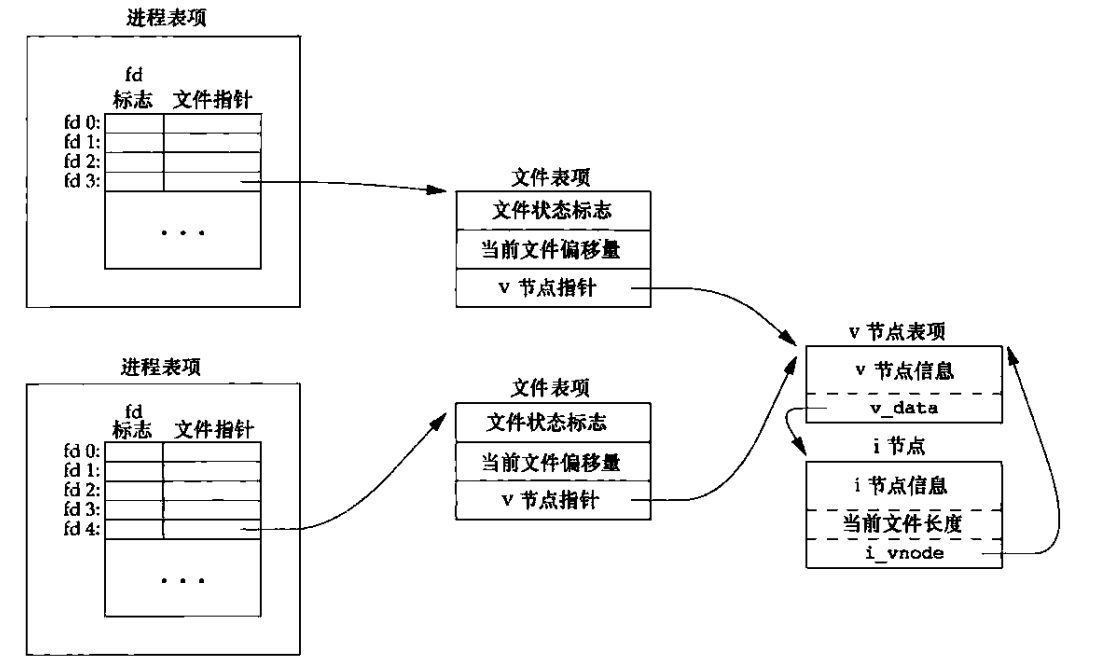 进程表项
fd
标志 文件指针
fd 0:
fd 1:
fd 2:
fd 3:
...
文件表项
文件状态标志
当前文件偏移量
v 节点指针
进程表项
fd
标志 文件指针
fd 0:
fd 1:
fd 2:
fd 3:
fd 4:
...
文件表项
文件状态标志
当前文件偏移量
v 节点指针
v 节点表项
v 节点信息
v_data
i 节点
i 节点信息
当前文件长度
i_vnode